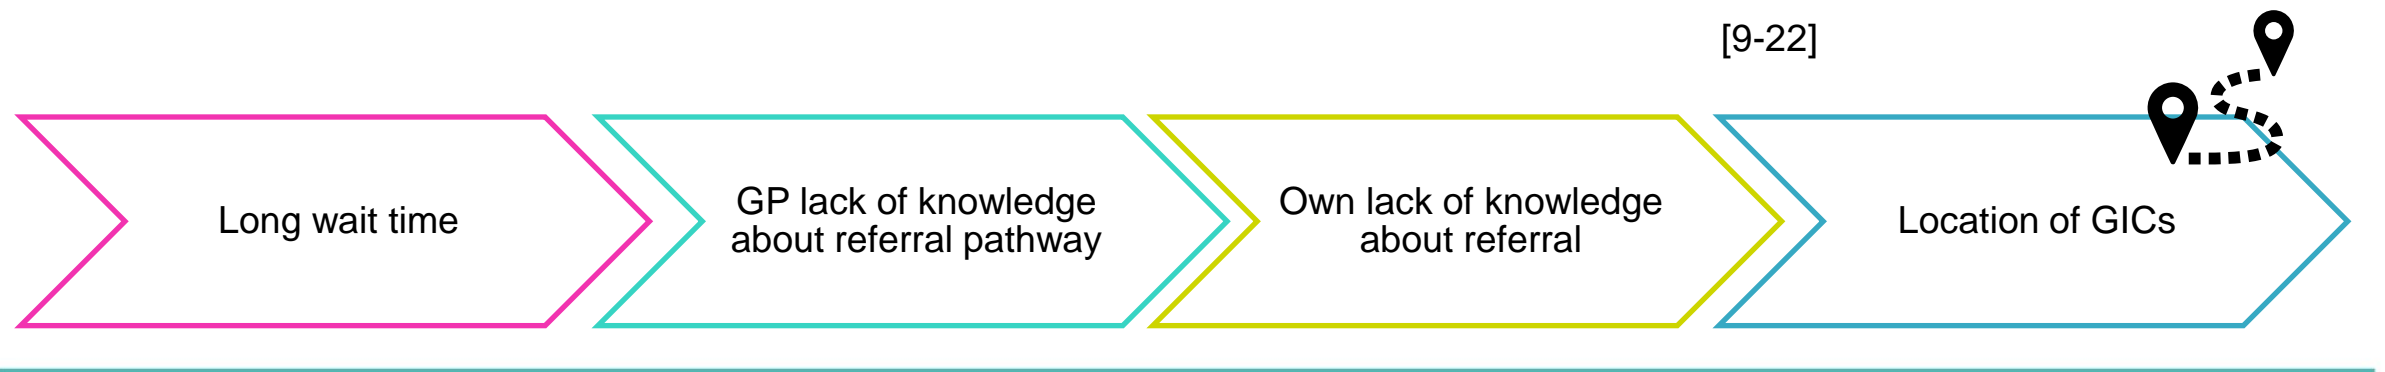 [9-22]
Long wait time
GP lack of knowledge
about referral pathway
Own lack of knowledge
about referral
Location of GICs